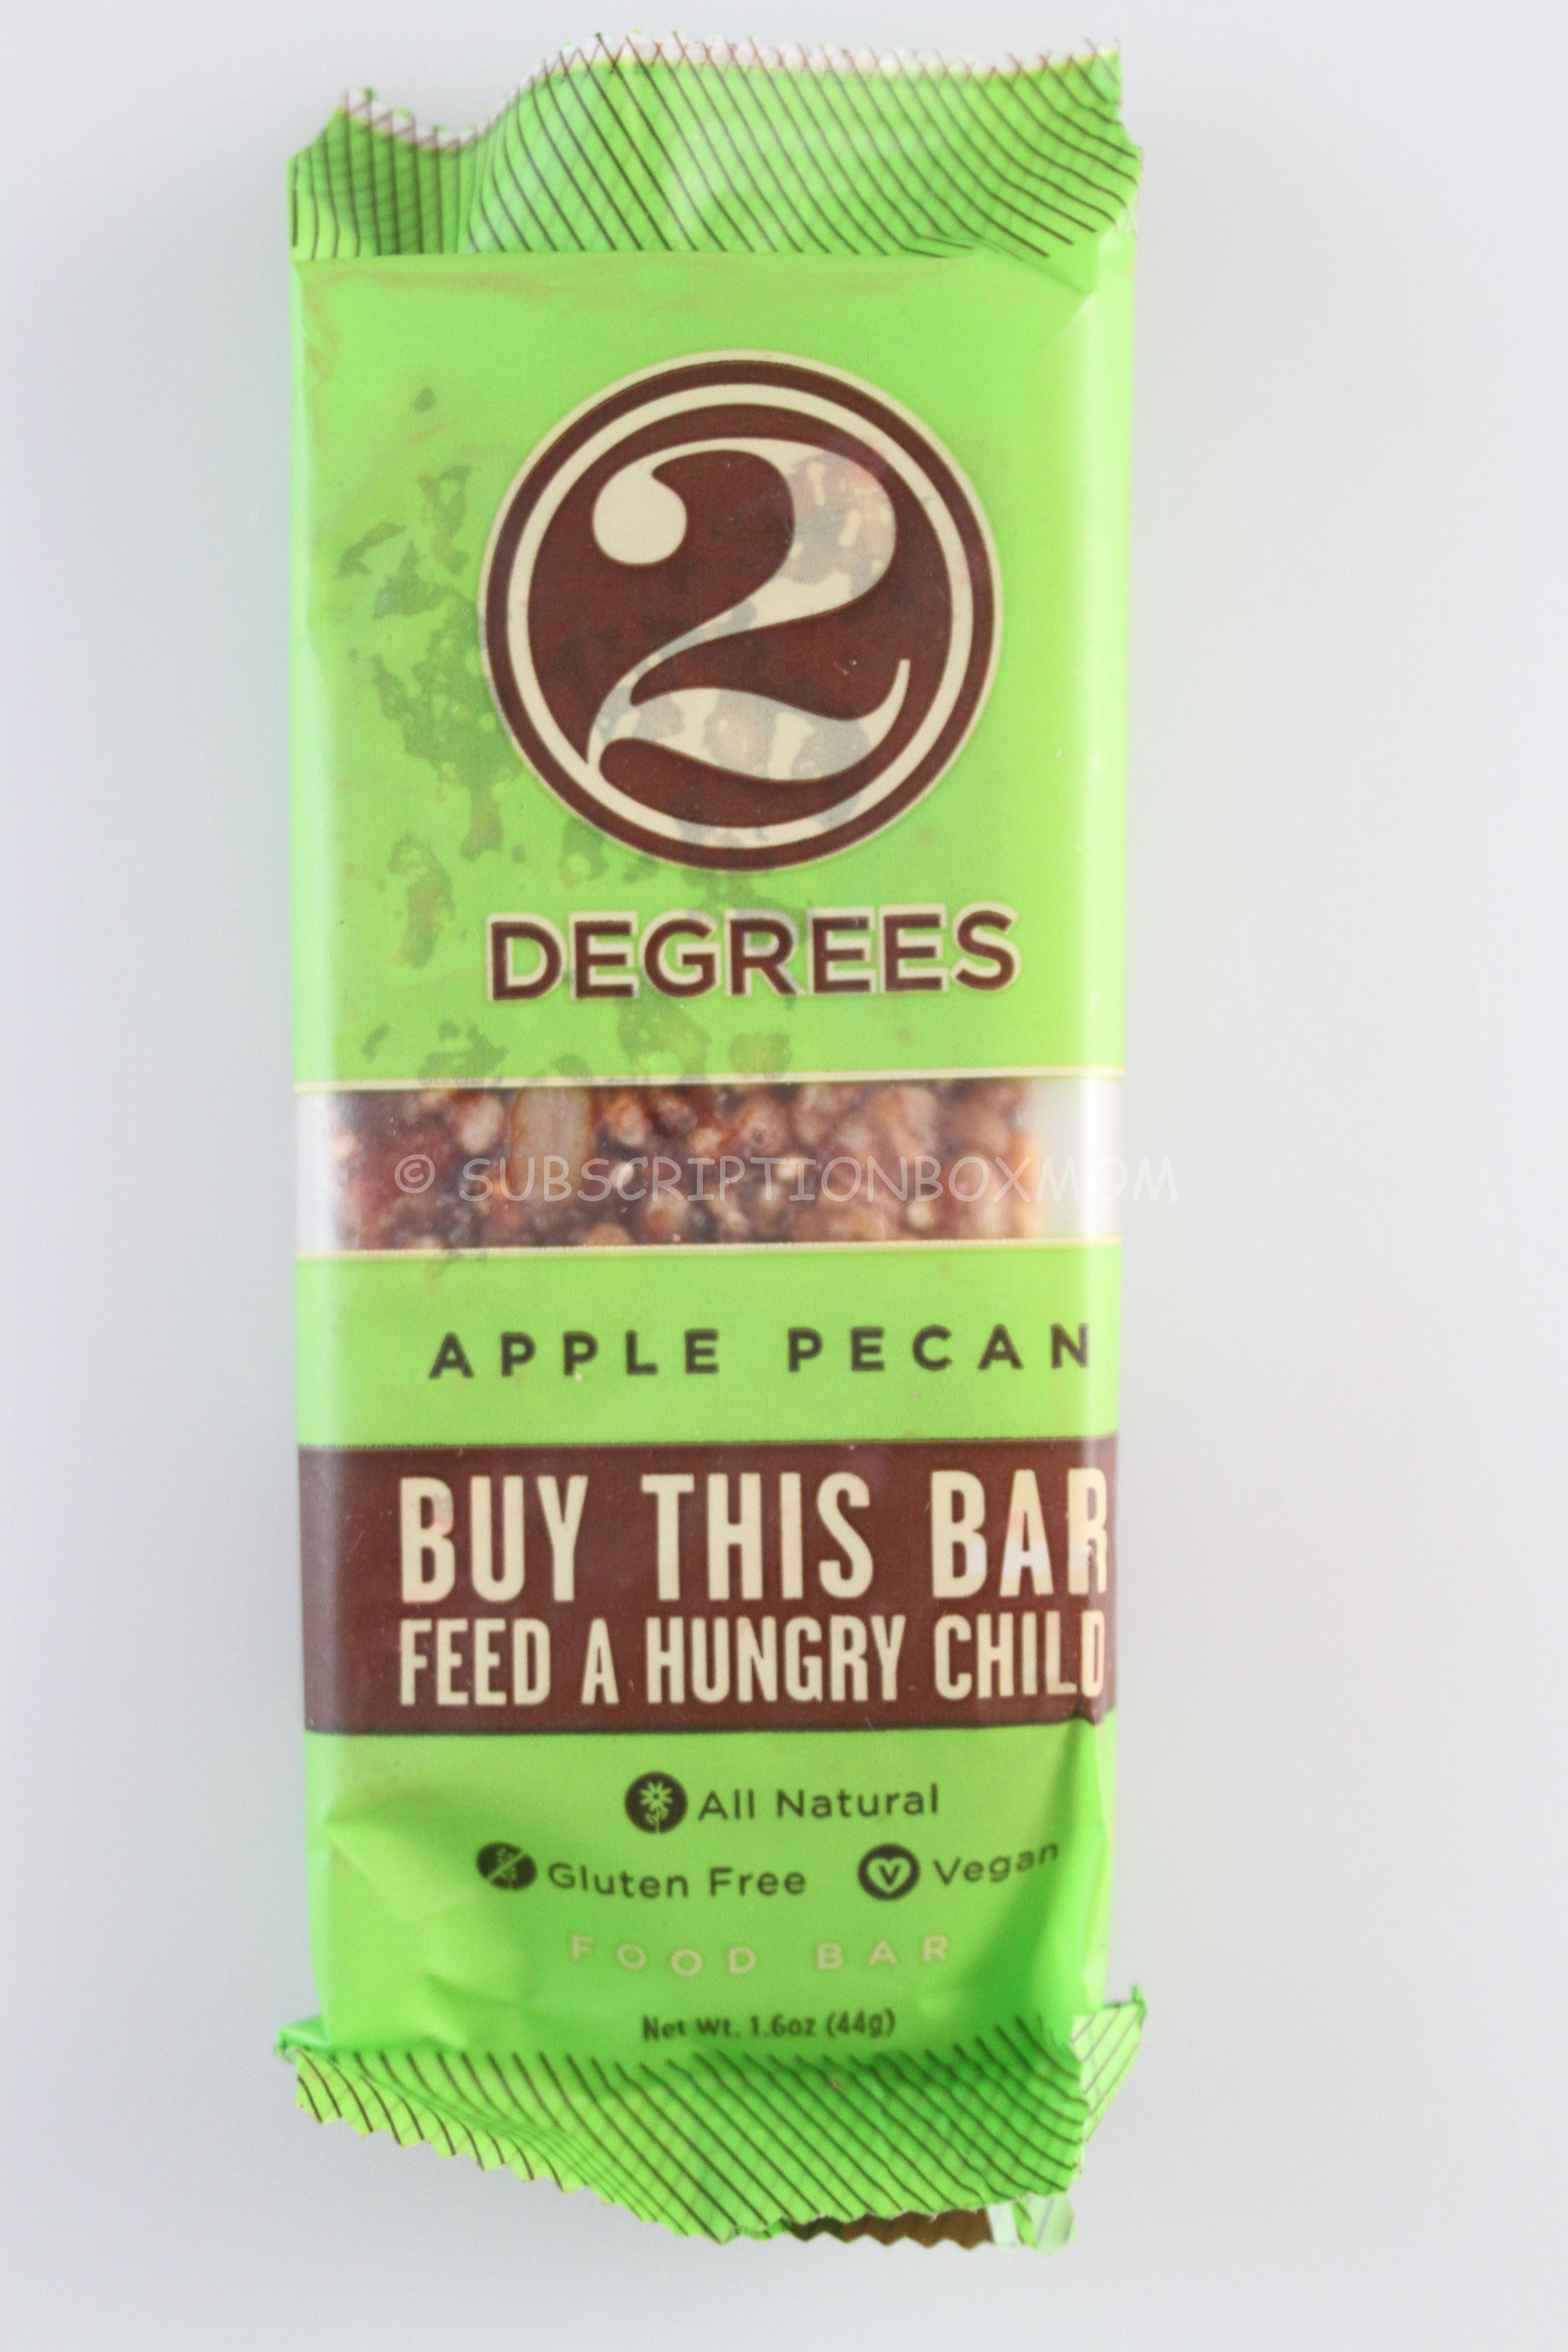 2
DEGREES
© SUBSCRIPTIONBOXMOM
APPLE PECAN
BUY THIS BAR
FEED A HUNGRY CHILD
All Natural
Gluten Free V Vegan
FOOD BAR
Net Wt. 1.6oz (44g)